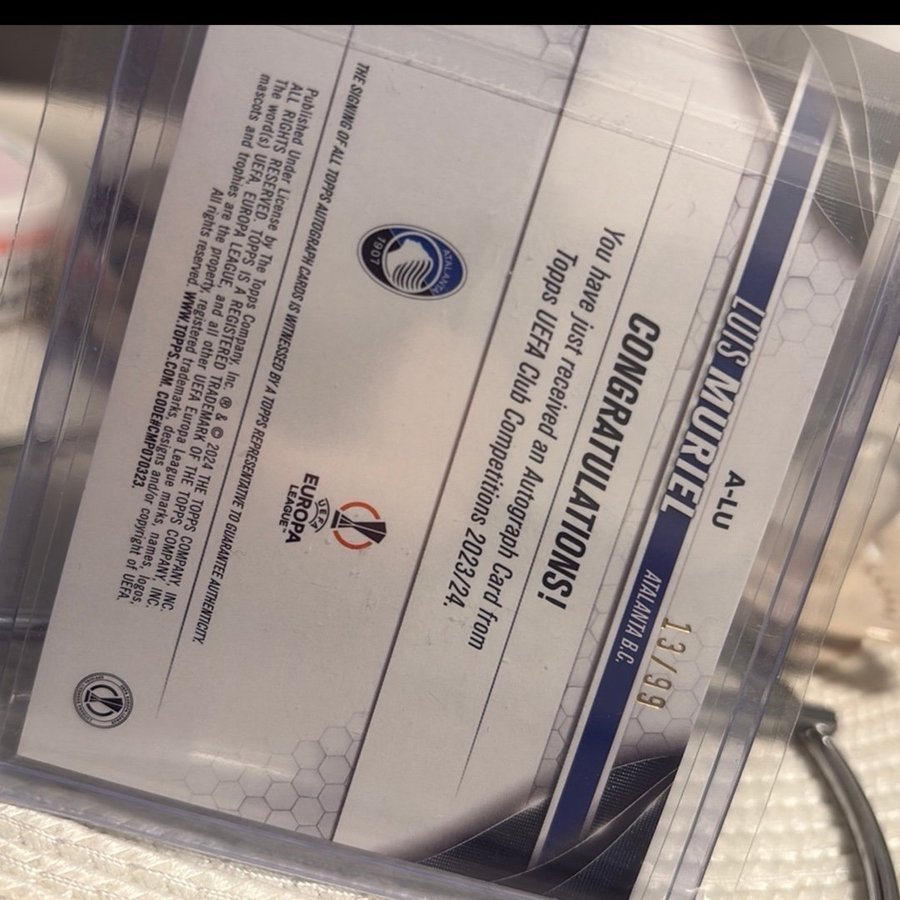 A-LU
13/99
LUIS MURIEL
ATALANTA B.C.
CONGRATULATIONS!
You have just received an Autograph Card from
Topps UEFA Club Competitions 2023/24.
ATALANTA
1907
UEFA
EUROPA
LEAGUE™
THE SIGNING OF ALL TOPPS AUTOGRAPH CARDS IS WITNESSED BY A TOPPS REPRESENTATIVE TO GUARANTEE AUTHENTICITY.
Published Under License by The Topps Company, Inc. ® & © 2024 THE TOPPS COMPANY, INC.
ALL RIGHTS RESERVED. TOPPS IS A REGISTERED TRADEMARK OF THE TOPPS COMPANY, INC.
The word(s) UEFA, EUROPA LEAGUE, and all other UEFA Europa League marks, names, logos,
mascots and trophies are the property, registered trademarks, designs and/or copyright of UEFA.
All rights reserved. WWW.TOPPS.COM. CODE#CMP070323.